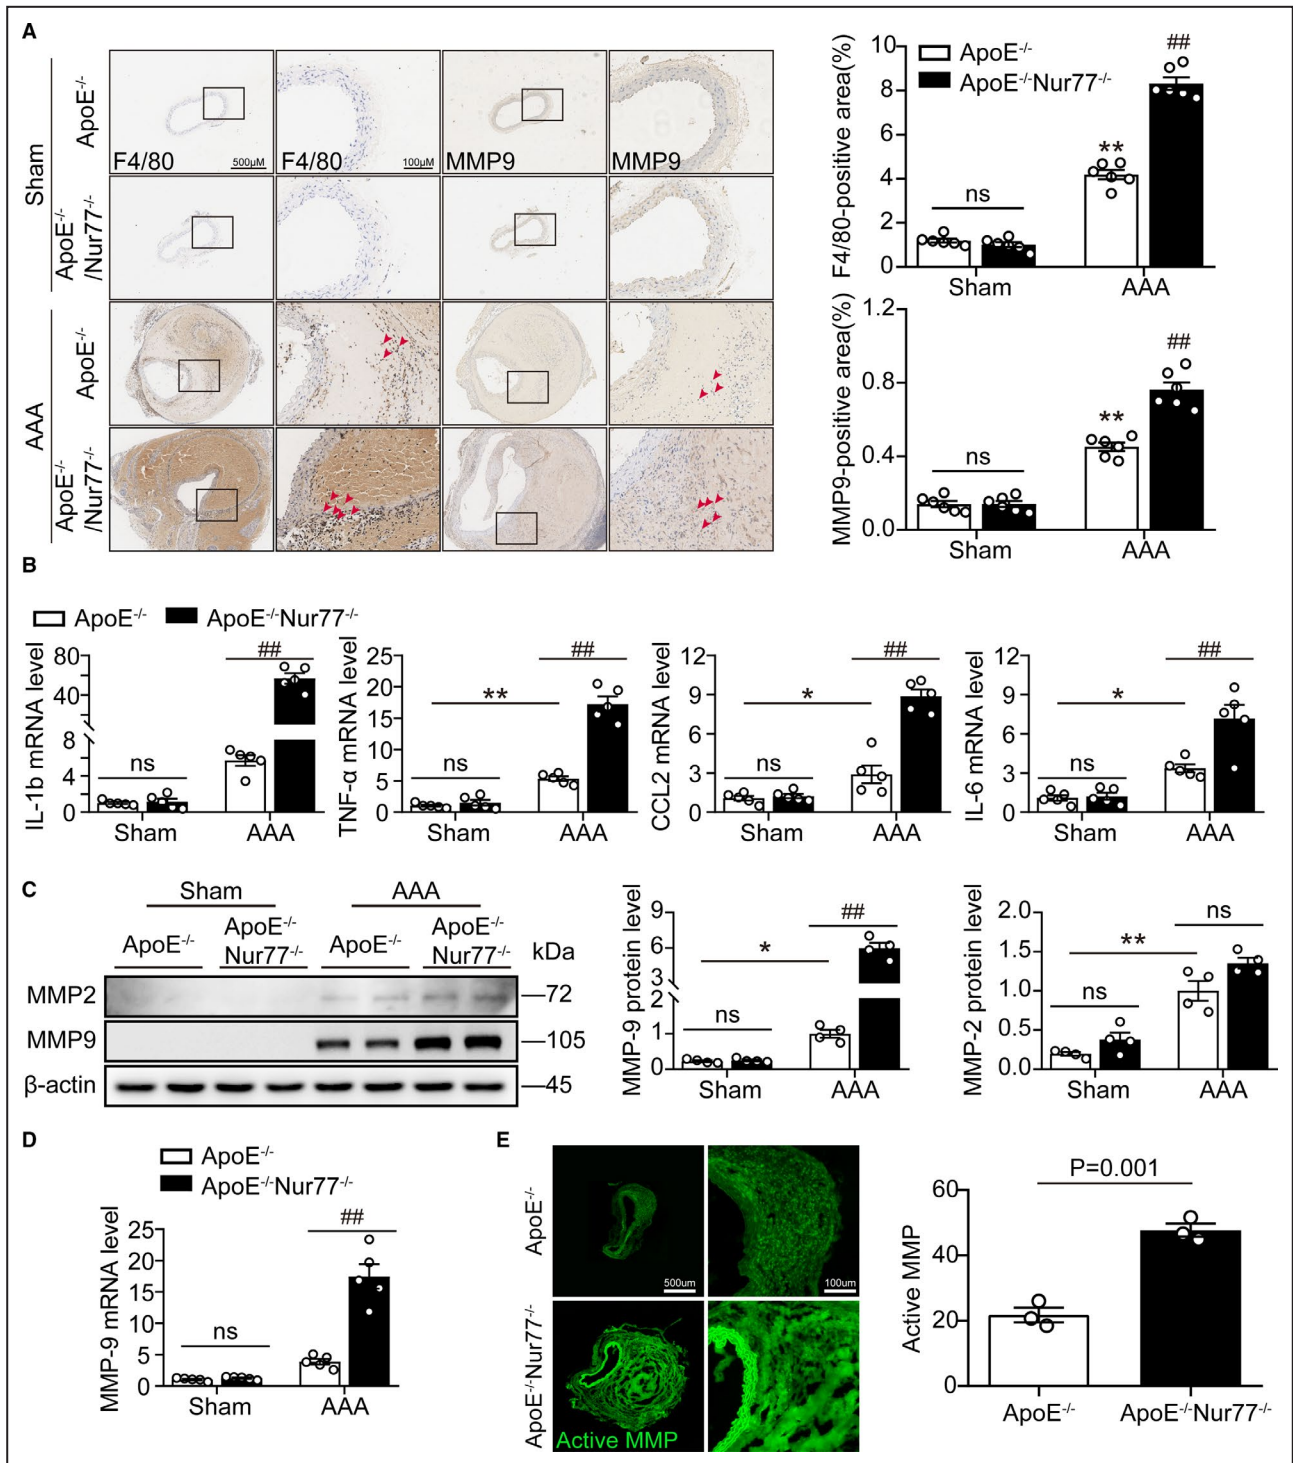 A
Sham
AAA
ApoE-/-
ApoE-/-
/Nur77-/-
ApoE-/-
ApoE-/-
/Nur77-/-
F4/80
500μM
F4/80
100μM
MMP9
MMP9
F4/80-positive area(%)
10
8
6
4
2
0
ApoE-/-
ApoE-/-Nur77-/-
ns
**
##
Sham
AAA
MMP9-positive area(%)
1.2
0.8
0.4
0.0
ns
**
##
Sham
AAA
B
ApoE-/-
ApoE-/-Nur77-/-
IL-1b mRNA level
80
40
8
4
0
ns
##
Sham
AAA
TNF-α mRNA level
25
20
15
10
5
0
ns
**
##
Sham
AAA
CCL2 mRNA level
12
9
6
3
0
ns
*
##
Sham
AAA
IL-6 mRNA level
12
9
6
3
0
ns
*
##
Sham
AAA
C
Sham
AAA
ApoE-/-
ApoE-/-
Nur77-/-
ApoE-/-
ApoE-/-
Nur77-/-
kDa
MMP2
72
MMP9
105
β-actin
45
MMP-9 protein level
9
6
3
2
1
0
ns
*
##
Sham
AAA
MMP-2 protein level
2.0
1.5
1.0
0.5
0.0
ns
**
ns
Sham
AAA
D
ApoE-/-
ApoE-/-Nur77-/-
MMP-9 mRNA level
25
20
15
10
5
0
ns
##
Sham
AAA
E
ApoE-/-
ApoE-/-Nur77-/-
500um
100um
Active MMP
Active MMP
60
40
20
0
P=0.001
ApoE-/-
ApoE-/-Nur77-/-